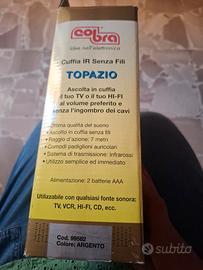 cobra
idee nell'elettronica
Cuffia IR Senza Fili
TOPAZIO
Ascolta in cuffia
il tuo TV o il tuo HI-FI
al volume preferito e
senza l'ingombro dei cavi
qualità del suono
Ascolto in cuffia senza fili
Raggio d'azione: 7 metri
Comodi padiglioni auricolari
Sistema di trasmissione: infrarossi
Utilizzo semplice ed immediato
Alimentazione: 2 batterie AAA
Utilizzabile con qualsiasi fonte sonora:
TV, VCR, HI-FI, CD, ecc.
Cod. 99562
Colore: ARGENTO
subito